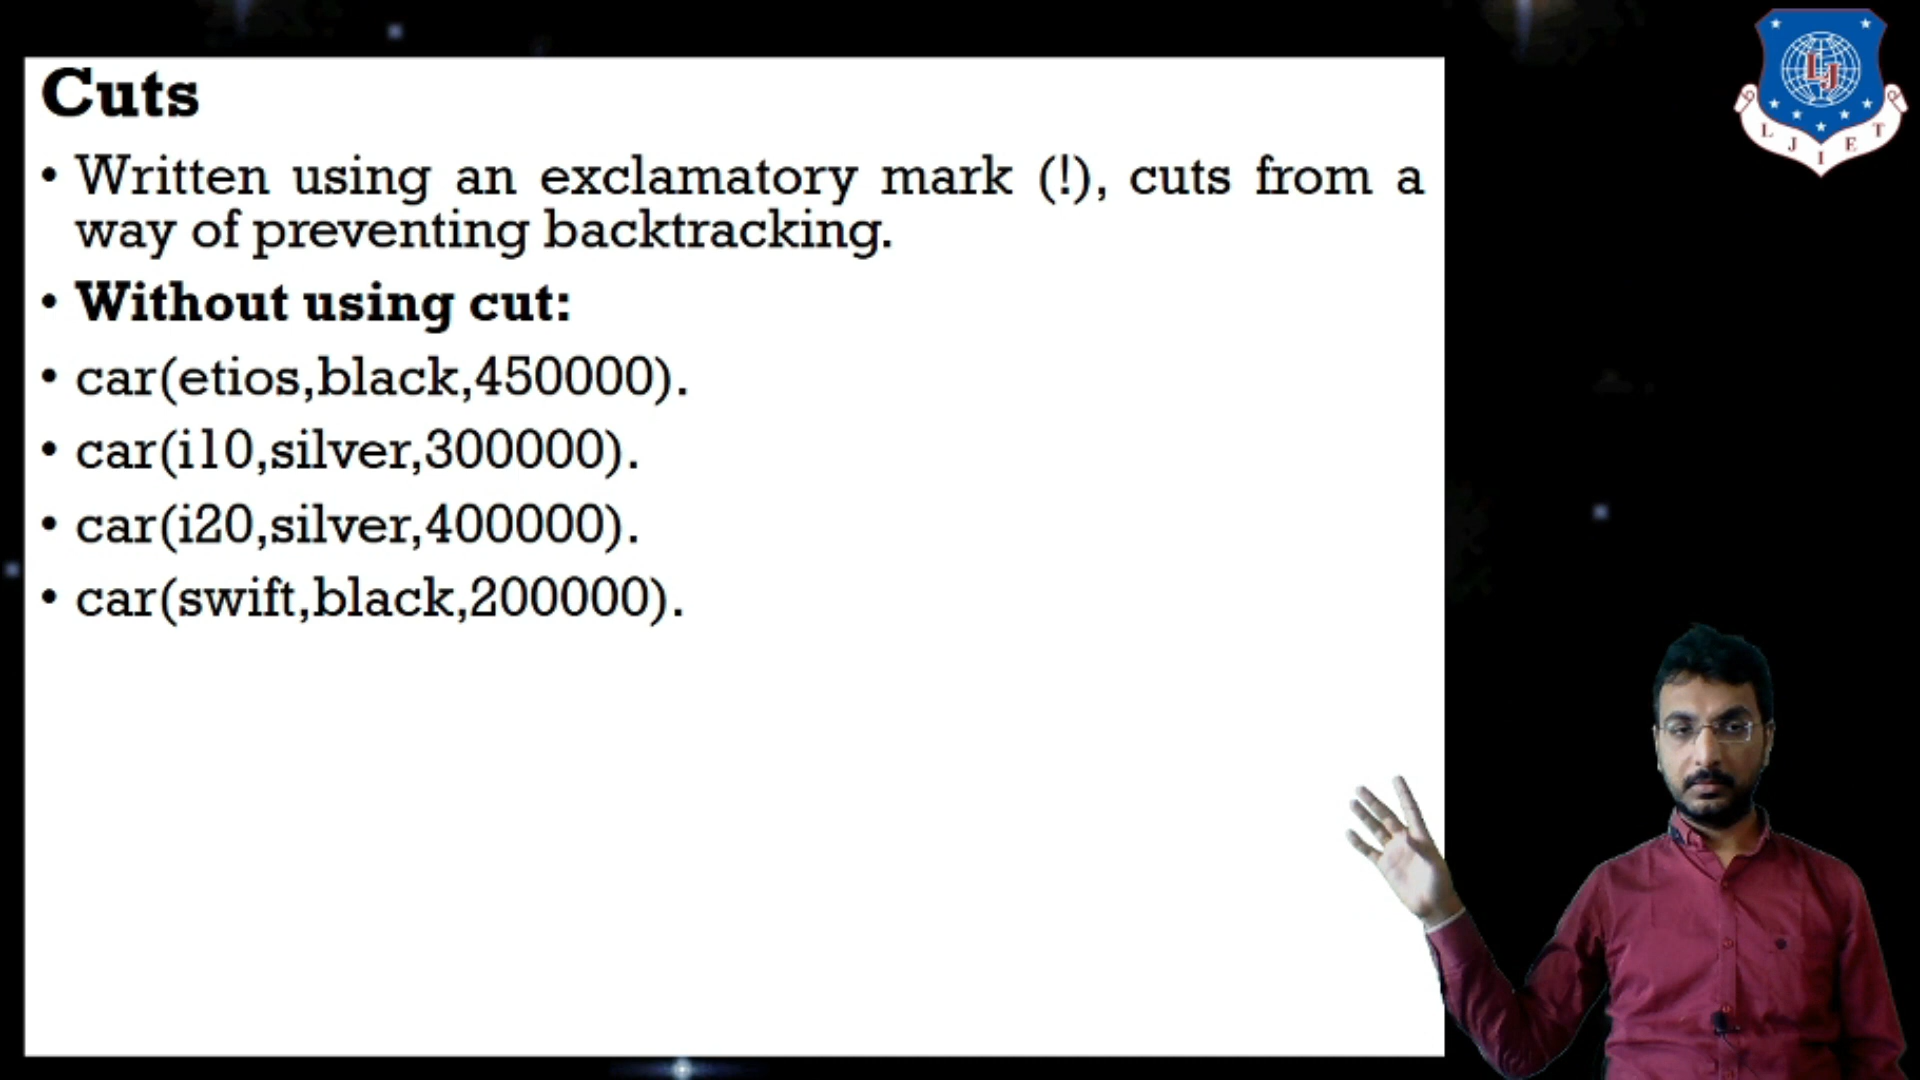 Cuts
• Written using an exclamatory mark (!), cuts from a
way of preventing backtracking.
• Without using cut:
• car(etios,black,450000).
• car(i10,silver,300000).
• car(i20,silver,400000).
• car(swift,black,200000).
LJ
L J I E T